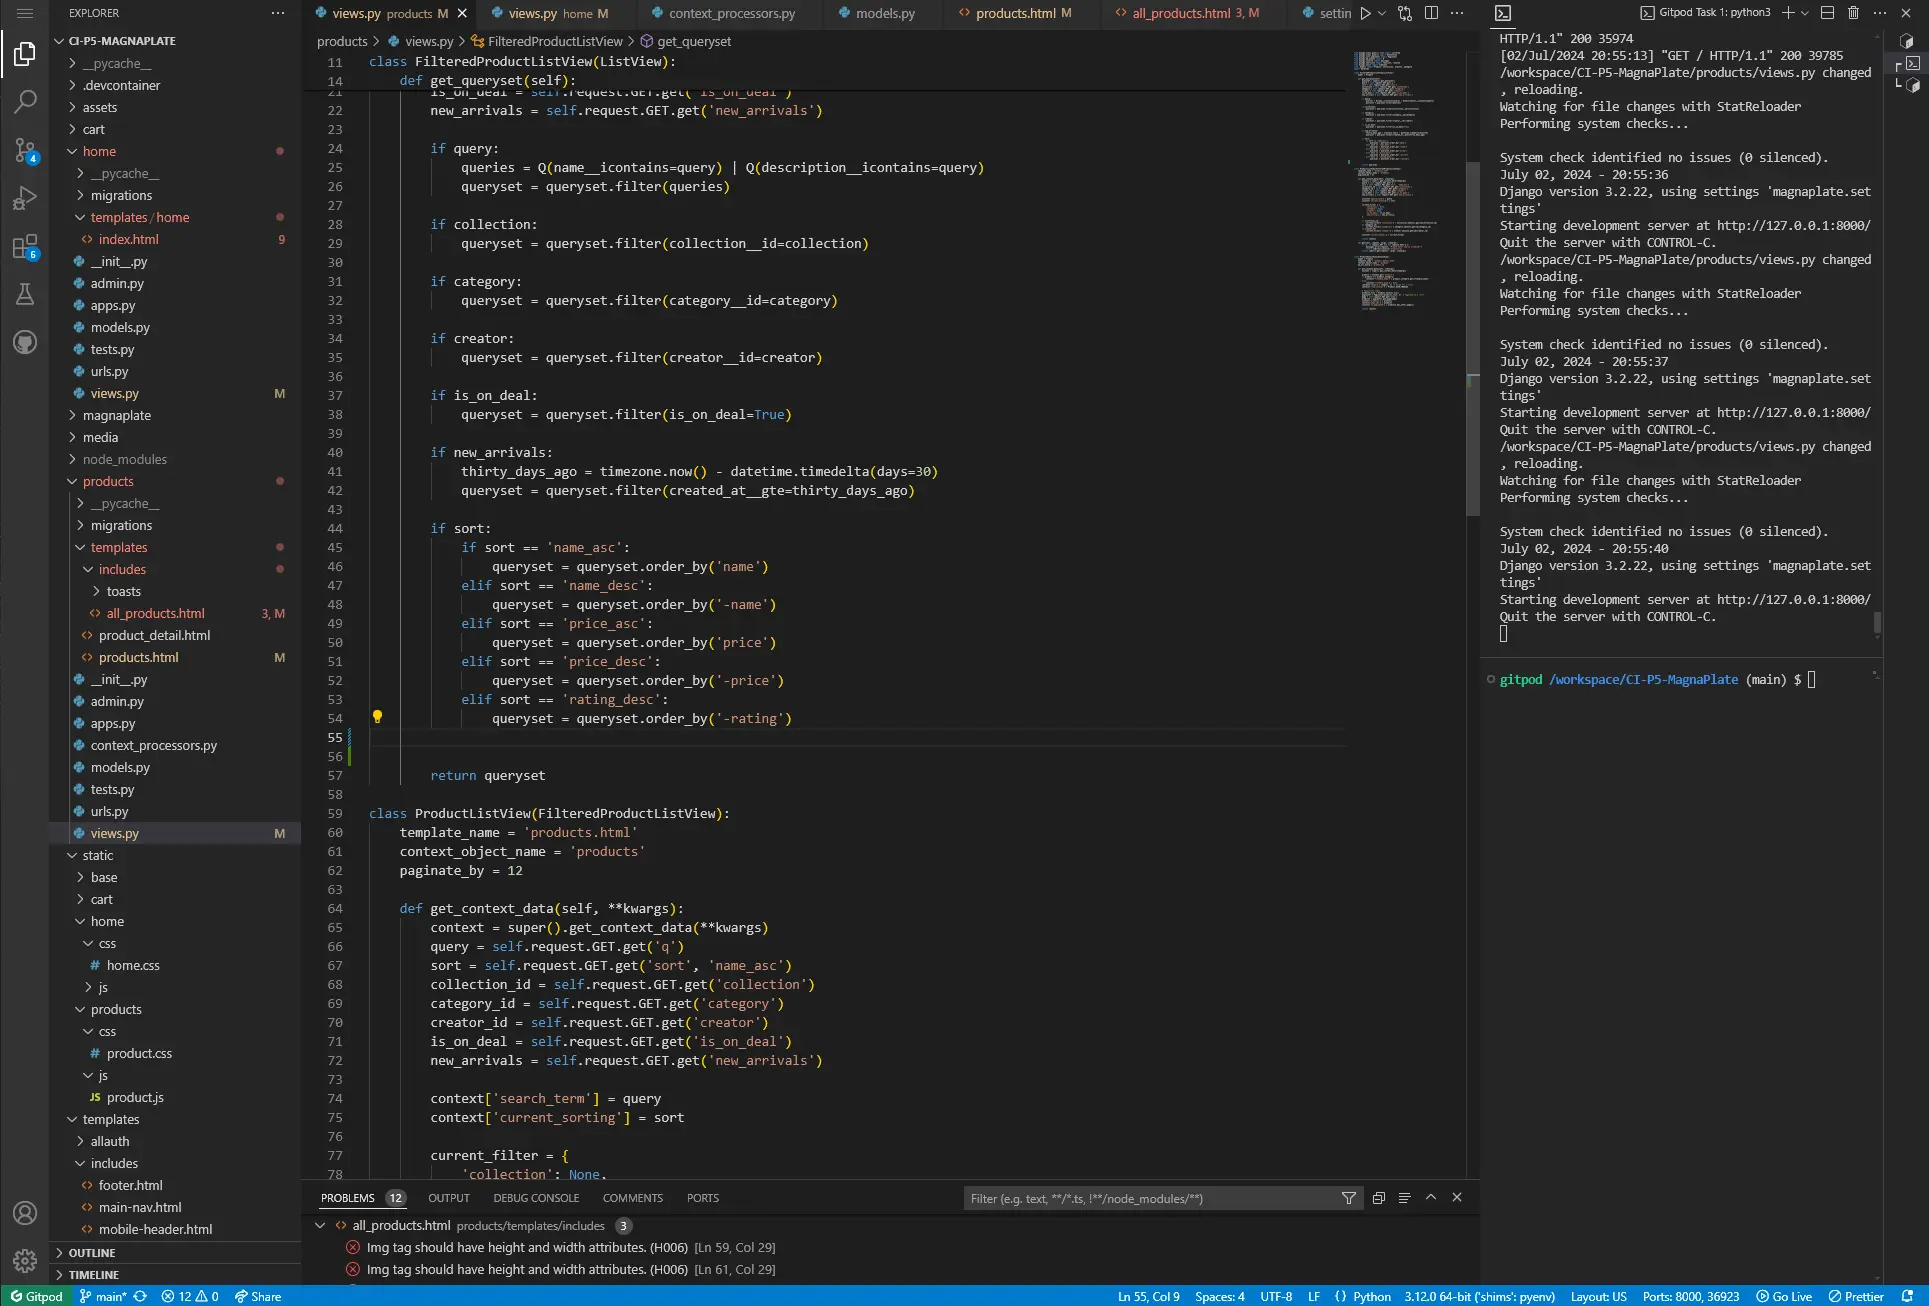 EXPLORER
CI-P5-MAGNAPLATE
__pycache__
.devcontainer
assets
cart
home
__pycache__
migrations
templates / home
index.html 9
__init__.py
admin.py
apps.py
models.py
tests.py
urls.py
views.py M
magnaplate
media
node_modules
products
__pycache__
migrations
templates
includes
toasts
all_products.html 3, M
product_detail.html
products.html M
__init__.py
admin.py
apps.py
context_processors.py
models.py
tests.py
urls.py
views.py M
static
base
cart
home
css
home.css
js
products
css
product.css
js
JS product.js
templates
allauth
includes
footer.html
main-nav.html
mobile-header.html
OUTLINE
TIMELINE
views.py products M
views.py home M
context_processors.py
models.py
products.html M
all_products.html 3, M
settin
products > views.py > FilteredProductListView > get_queryset
11 class FilteredProductListView(ListView):
14 def get_queryset(self):
21 is_on_deal = self.request.GET.get('is_on_deal')
22 new_arrivals = self.request.GET.get('new_arrivals')
23
24 if query:
25 queries = Q(name__icontains=query) | Q(description__icontains=query)
26 queryset = queryset.filter(queries)
27
28 if collection:
29 queryset = queryset.filter(collection__id=collection)
30
31 if category:
32 queryset = queryset.filter(category__id=category)
33
34 if creator:
35 queryset = queryset.filter(creator__id=creator)
36
37 if is_on_deal:
38 queryset = queryset.filter(is_on_deal=True)
39
40 if new_arrivals:
41 thirty_days_ago = timezone.now() - datetime.timedelta(days=30)
42 queryset = queryset.filter(created_at__gte=thirty_days_ago)
43
44 if sort:
45 if sort == 'name_asc':
46 queryset = queryset.order_by('name')
47 elif sort == 'name_desc':
48 queryset = queryset.order_by('-name')
49 elif sort == 'price_asc':
50 queryset = queryset.order_by('price')
51 elif sort == 'price_desc':
52 queryset = queryset.order_by('-price')
53 elif sort == 'rating_desc':
54 queryset = queryset.order_by('-rating')
55
56
57 return queryset
58
59 class ProductListView(FilteredProductListView):
60 template_name = 'products.html'
61 context_object_name = 'products'
62 paginate_by = 12
63
64 def get_context_data(self, **kwargs):
65 context = super().get_context_data(**kwargs)
66 query = self.request.GET.get('q')
67 sort = self.request.GET.get('sort', 'name_asc')
68 collection_id = self.request.GET.get('collection')
69 category_id = self.request.GET.get('category')
70 creator_id = self.request.GET.get('creator')
71 is_on_deal = self.request.GET.get('is_on_deal')
72 new_arrivals = self.request.GET.get('new_arrivals')
73
74 context['search_term'] = query
75 context['current_sorting'] = sort
76
77 current_filter = {
78 'collection': None,
PROBLEMS 12 OUTPUT DEBUG CONSOLE COMMENTS PORTS
Filter (e.g. text, **/*.ts, !**/node_modules/**)
all_products.html products/templates/includes 3
Img tag should have height and width attributes. (H006) [Ln 59, Col 29]
Img tag should have height and width attributes. (H006) [Ln 61, Col 29]
Gitpod Task 1: python3
HTTP/1.1" 200 35974
[02/Jul/2024 20:55:13] "GET / HTTP/1.1" 200 39785
/workspace/CI-P5-MagnaPlate/products/views.py changed
, reloading.
Watching for file changes with StatReloader
Performing system checks...
System check identified no issues (0 silenced).
July 02, 2024 - 20:55:36
Django version 3.2.22, using settings 'magnaplate.set
tings'
Starting development server at http://127.0.0.1:8000/
Quit the server with CONTROL-C.
/workspace/CI-P5-MagnaPlate/products/views.py changed
, reloading.
Watching for file changes with StatReloader
Performing system checks...
System check identified no issues (0 silenced).
July 02, 2024 - 20:55:37
Django version 3.2.22, using settings 'magnaplate.set
tings'
Starting development server at http://127.0.0.1:8000/
Quit the server with CONTROL-C.
/workspace/CI-P5-MagnaPlate/products/views.py changed
, reloading.
Watching for file changes with StatReloader
Performing system checks...
System check identified no issues (0 silenced).
July 02, 2024 - 20:55:40
Django version 3.2.22, using settings 'magnaplate.set
tings'
Starting development server at http://127.0.0.1:8000/
Quit the server with CONTROL-C.
gitpod /workspace/CI-P5-MagnaPlate (main) $
4
6
Gitpod main* 12 0 Share
Ln 55, Col 9 Spaces: 4 UTF-8 LF Python 3.12.0 64-bit ('shims': pyenv) Layout: US Ports: 8000, 36923 Go Live Prettier